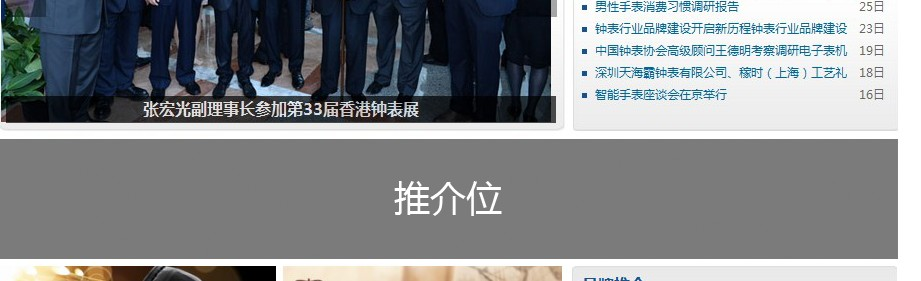 男性手表消费习惯调研报告 25日
钟表行业品牌建设开启新历程钟表行业品牌建设 23日
中国钟表协会高级顾问王德明考察调研电子表机 19日
深圳天海霸钟表有限公司、稼时（上海）工艺礼 18日
智能手表座谈会在京举行 16日
张宏光副理事长参加第33届香港钟表展
推介位